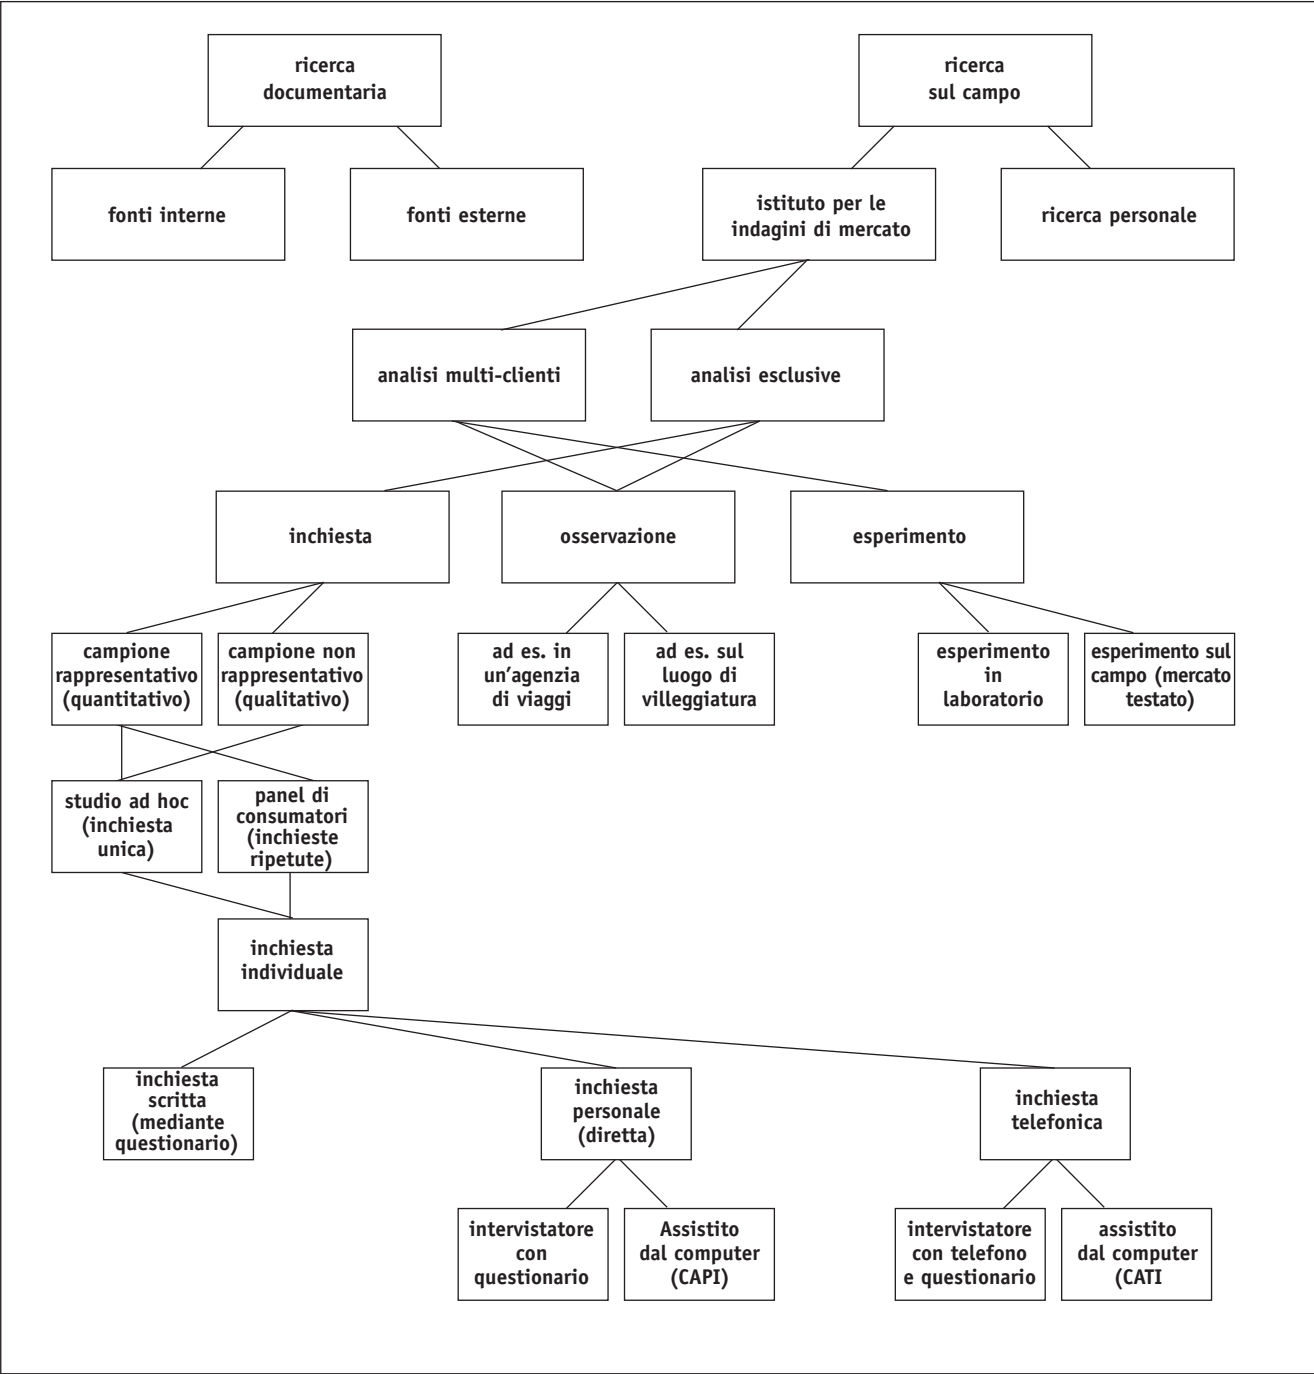 ricerca
documentaria
ricerca
sul campo
fonti interne
fonti esterne
istituto per le
indagini di mercato
ricerca personale
analisi multi-clienti
analisi esclusive
inchiesta
osservazione
esperimento
campione
rappresentativo
(quantitativo)
campione non
rappresentativo
(qualitativo)
ad es. in
un'agenzia
di viaggi
ad es. sul
luogo di
villeggiatura
esperimento
in
laboratorio
esperimento sul
campo (mercato
testato)
studio ad hoc
(inchiesta
unica)
panel di
consumatori
(inchieste
ripetute)
inchiesta
individuale
inchiesta
scritta
(mediante
questionario)
inchiesta
personale
(diretta)
inchiesta
telefonica
intervistatore
con
questionario
Assistito
dal computer
(CAPI)
intervistatore
con telefono
e questionario
assistito
dal computer
(CATI